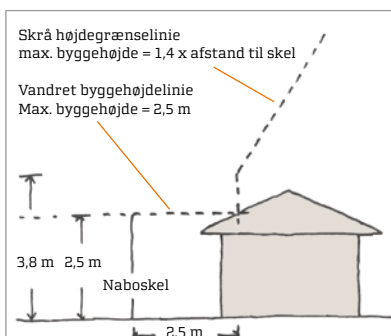 Skrå højdegrænselinie
max. byggehøjde = 1,4 x afstand til skel
Vandret byggehøjdelinie
Max. byggehøjde = 2,5 m
3,8 m
2,5 m
Naboskel
2,5 m